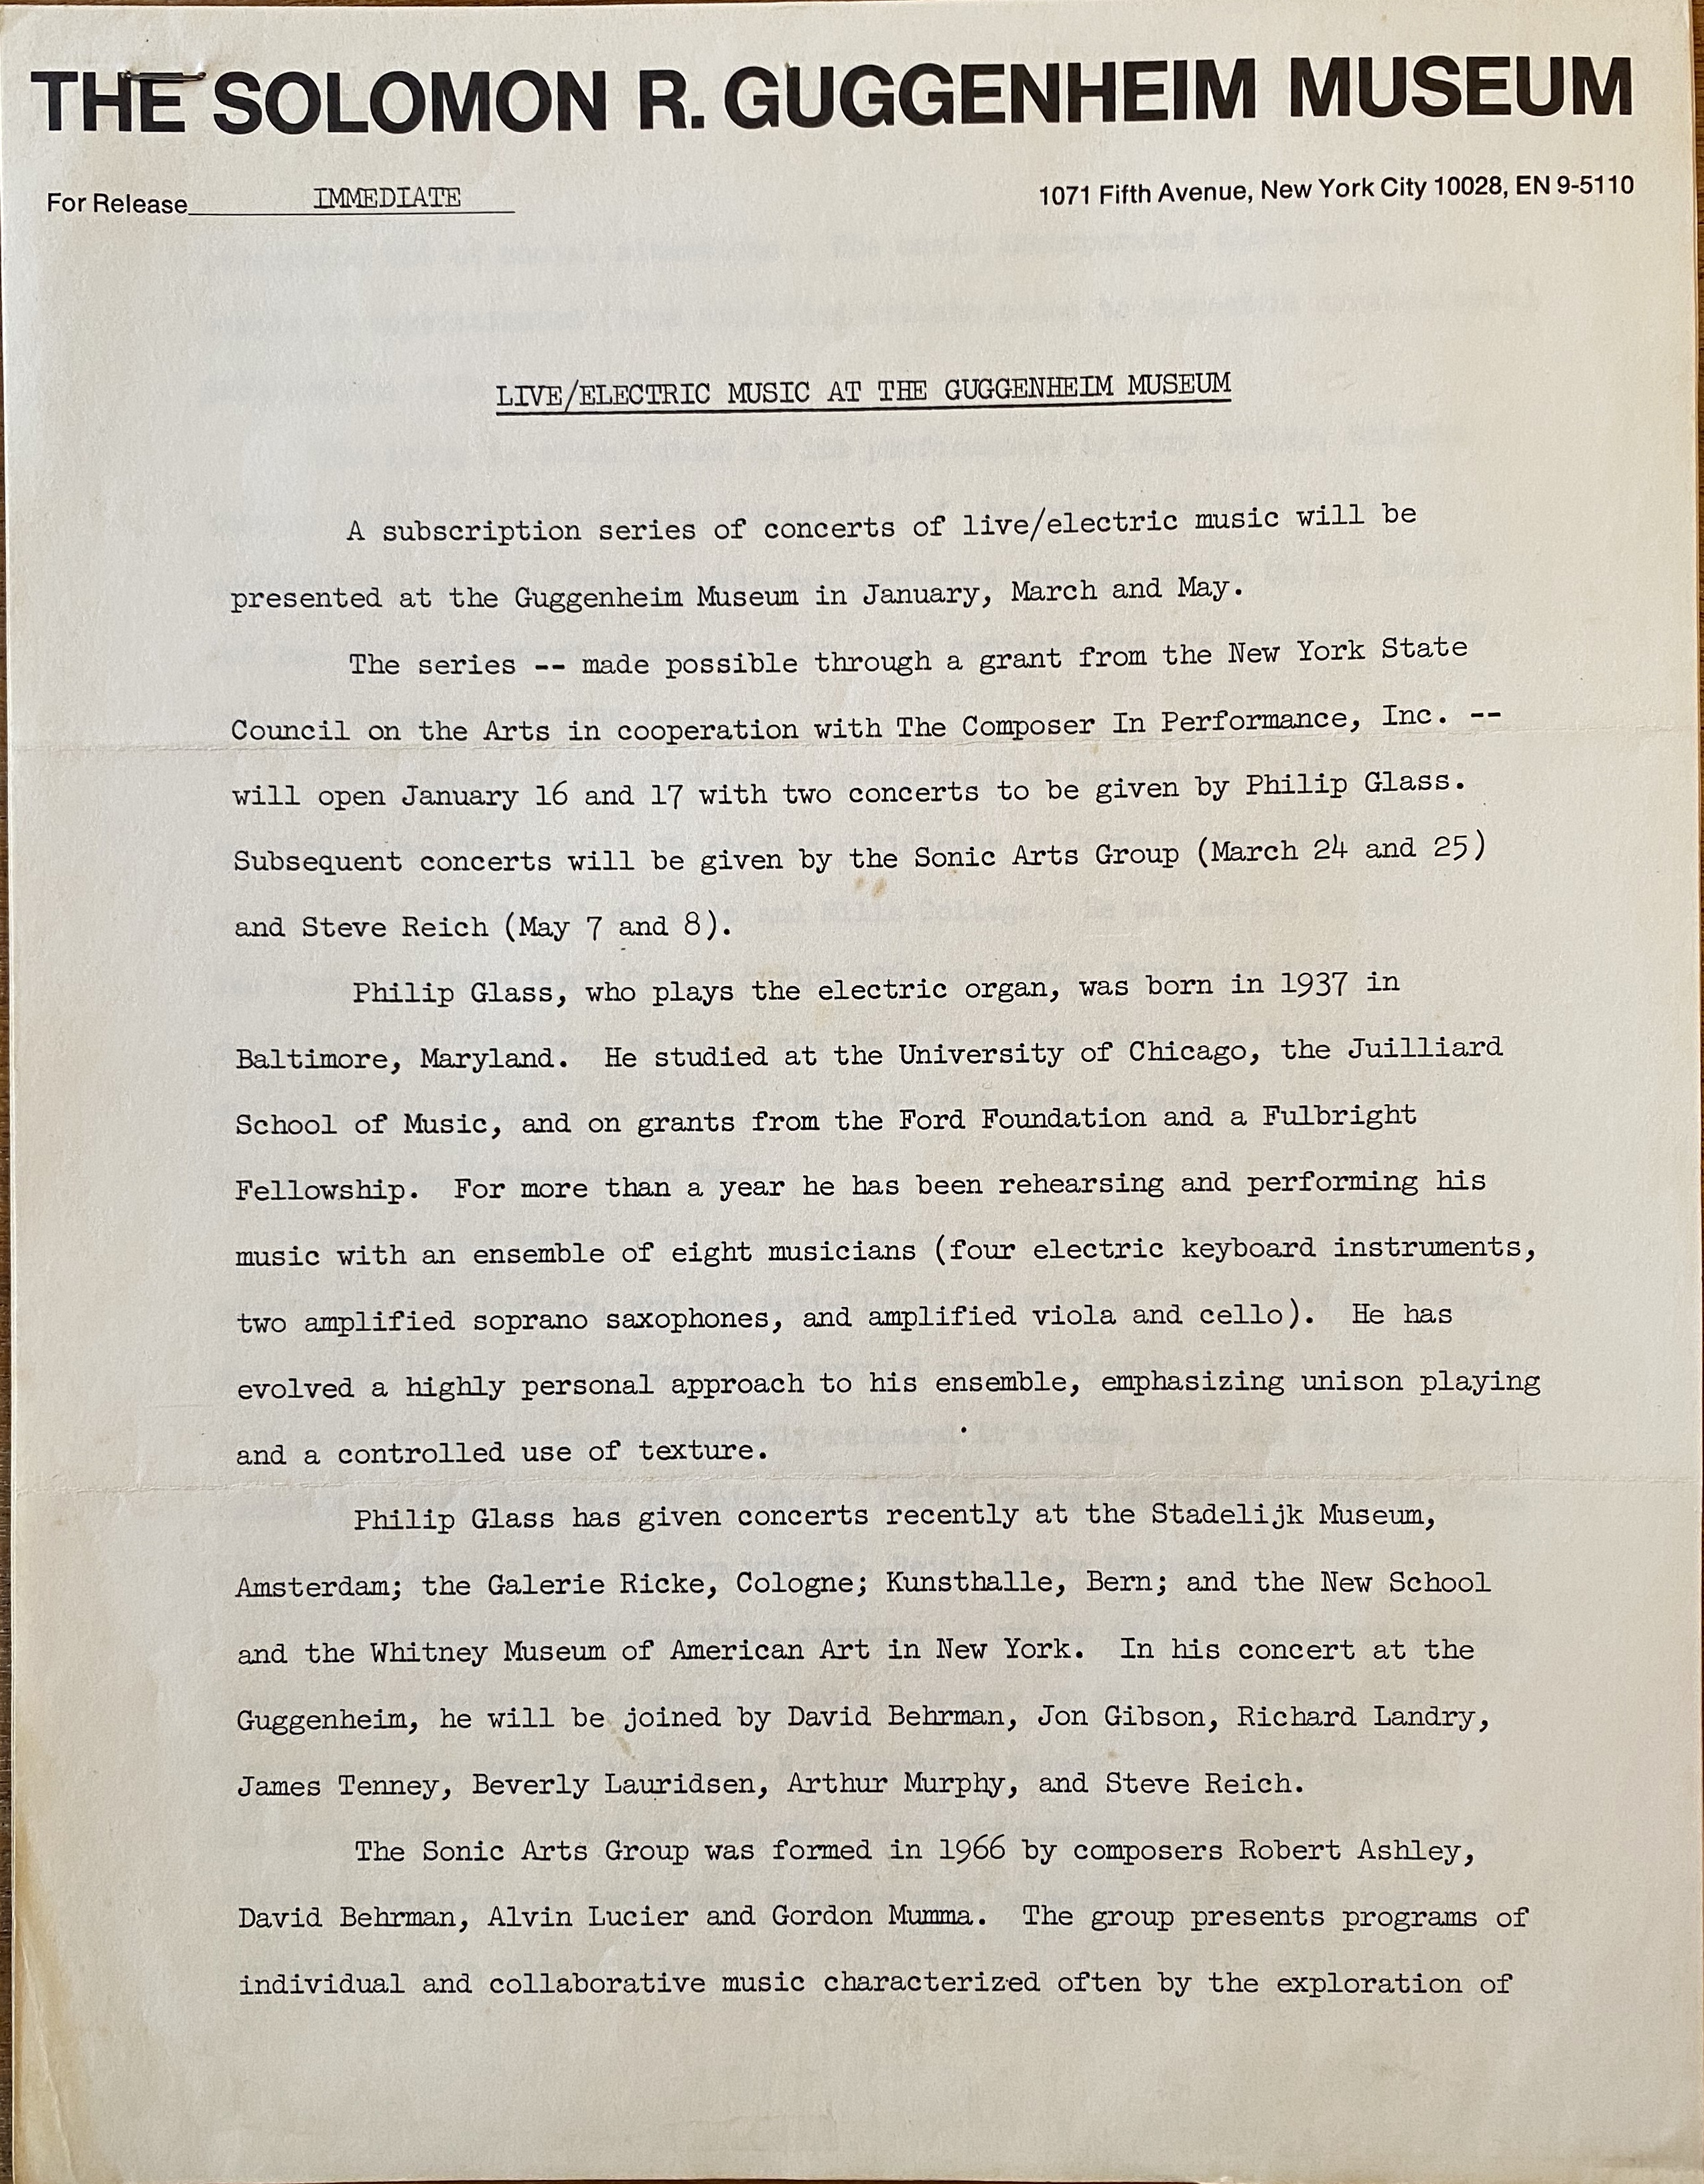 THE SOLOMON R. GUGGENHEIM MUSEUM
For Release IMMEDIATE
1071 Fifth Avenue, New York City 10028, EN 9-5110
LIVE/ELECTRIC MUSIC AT THE GUGGENHEIM MUSEUM
A subscription series of concerts of live/electric music will be
presented at the Guggenheim Museum in January, March and May.
The series -- made possible through a grant from the New York State
Council on the Arts in cooperation with The Composer In Performance, Inc. --
will open January 16 and 17 with two concerts to be given by Philip Glass.
Subsequent concerts will be given by the Sonic Arts Group (March 24 and 25)
and Steve Reich (May 7 and 8).
Philip Glass, who plays the electric organ, was born in 1937 in
Baltimore, Maryland. He studied at the University of Chicago, the Juilliard
School of Music, and on grants from the Ford Foundation and a Fulbright
Fellowship. For more than a year he has been rehearsing and performing his
music with an ensemble of eight musicians (four electric keyboard instruments,
two amplified soprano saxophones, and amplified viola and cello). He has
evolved a highly personal approach to his ensemble, emphasizing unison playing
and a controlled use of texture.
Philip Glass has given concerts recently at the Stadelijk Museum,
Amsterdam; the Galerie Ricke, Cologne; Kunsthalle, Bern; and the New School
and the Whitney Museum of American Art in New York. In his concert at the
Guggenheim, he will be joined by David Behrman, Jon Gibson, Richard Landry,
James Tenney, Beverly Lauridsen, Arthur Murphy, and Steve Reich.
The Sonic Arts Group was formed in 1966 by composers Robert Ashley,
David Behrman, Alvin Lucier and Gordon Mumma. The group presents programs of
individual and collaborative music characterized often by the exploration of